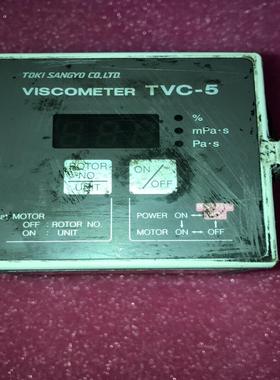 TOKI SANGYO CO.,LTD.
VISCOMETER TVC-5
%
mPa·s
Pa·s
ROTOR NO.
UNIT
ON
OFF
MOTOR
OFF : ROTOR NO.
ON : UNIT
POWER ON ↔
MOTOR ON ↔ OFF